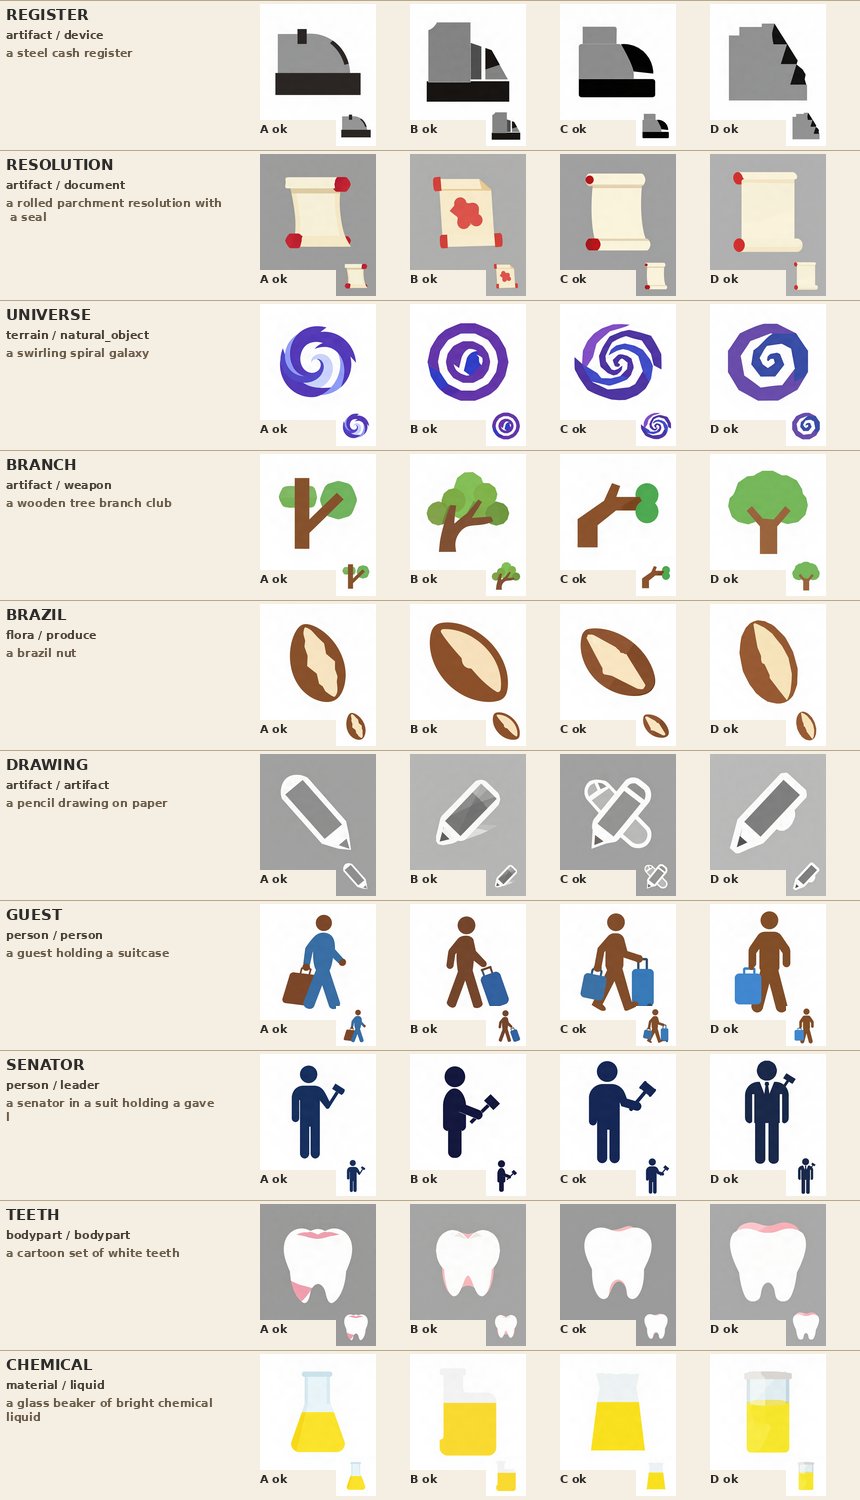 REGISTER
artifact / device
a steel cash register
A ok
B ok
C ok
D ok
RESOLUTION
artifact / document
a rolled parchment resolution with
a seal
A ok
B ok
C ok
D ok
UNIVERSE
terrain / natural_object
a swirling spiral galaxy
A ok
B ok
C ok
D ok
BRANCH
artifact / weapon
a wooden tree branch club
A ok
B ok
C ok
D ok
BRAZIL
flora / produce
a brazil nut
A ok
B ok
C ok
D ok
DRAWING
artifact / artifact
a pencil drawing on paper
A ok
B ok
C ok
D ok
GUEST
person / person
a guest holding a suitcase
A ok
B ok
C ok
D ok
SENATOR
person / leader
a senator in a suit holding a gave
l
A ok
B ok
C ok
D ok
TEETH
bodypart / bodypart
a cartoon set of white teeth
A ok
B ok
C ok
D ok
CHEMICAL
material / liquid
a glass beaker of bright chemical
liquid
A ok
B ok
C ok
D ok